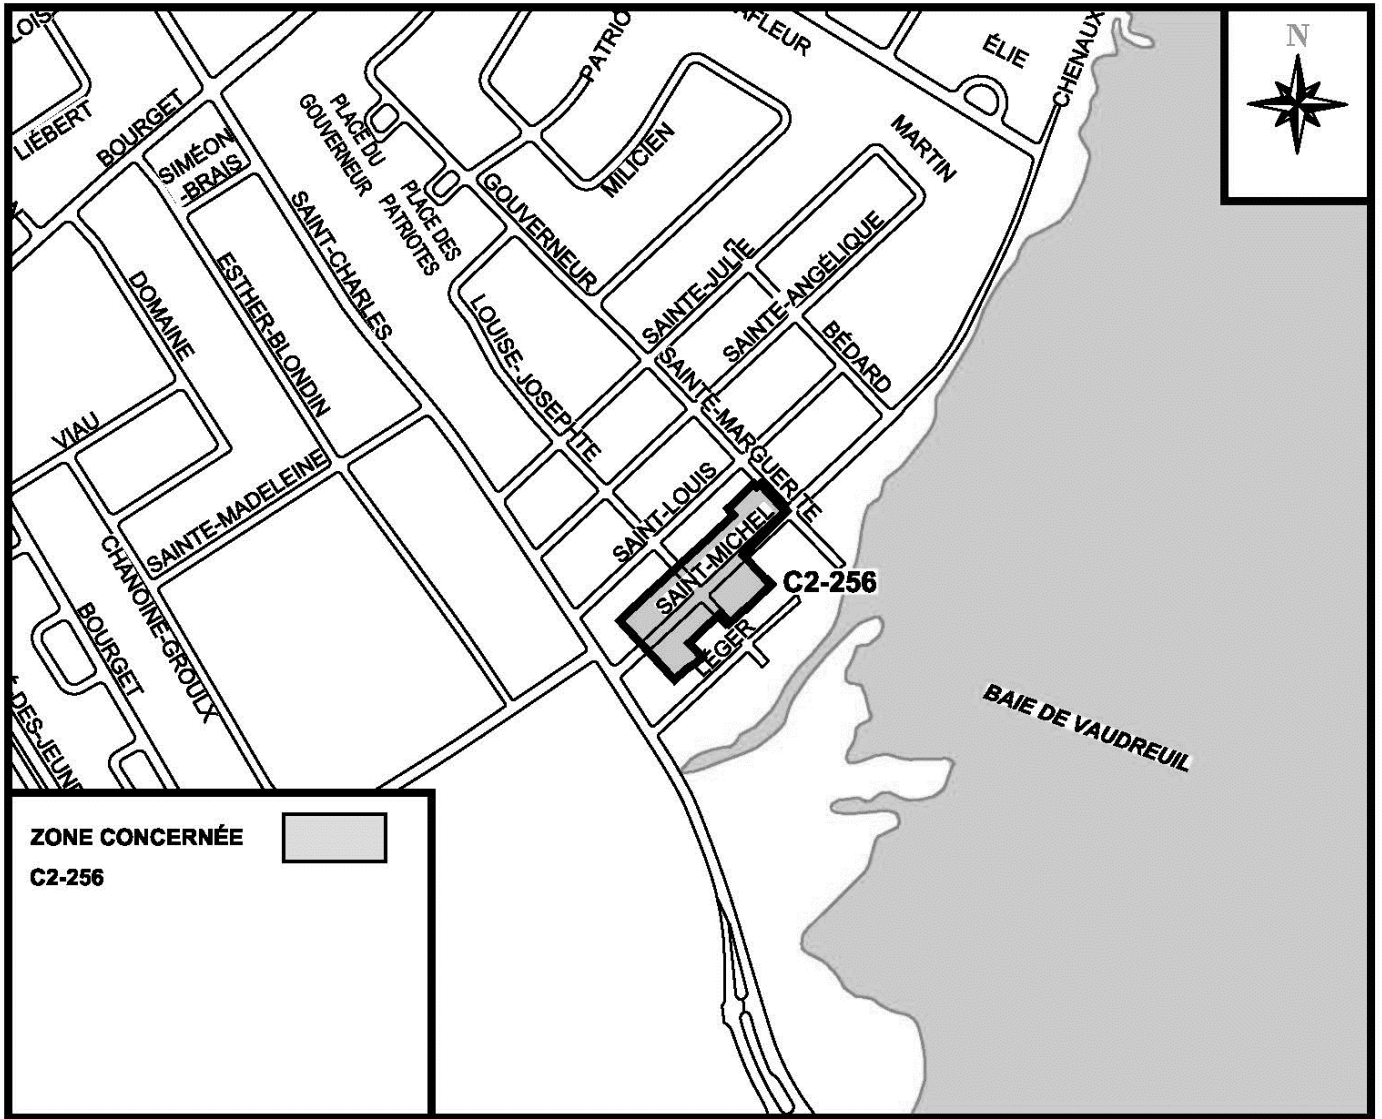 LIÉBERT
BOURGET
SIMÉON
-BRAIS
PLACE DU
GOUVERNEUR
PLACE DES
PATRIOTES
MILICIEN
ÉLIE
CHENAUX
MARTIN
N
GOUVERNEUR
SAINT-CHARLES
ESTHER-BLONDIN
DOMAINE
LOUISE-JOSEPHTE
SAINTE-JULIE
SAINTE-ANGÉLIQUE
BÉDARD
SAINTE-MARGUERITE
VIAU
SAINTE-MADELEINE
SAINT-LOUIS
SAINT-MICHEL
C2-256
LÉGER
CHANOINE-GROULX
BOURGET
BAIE DE VAUDREUIL
ZONE CONCERNÉE
C2-256